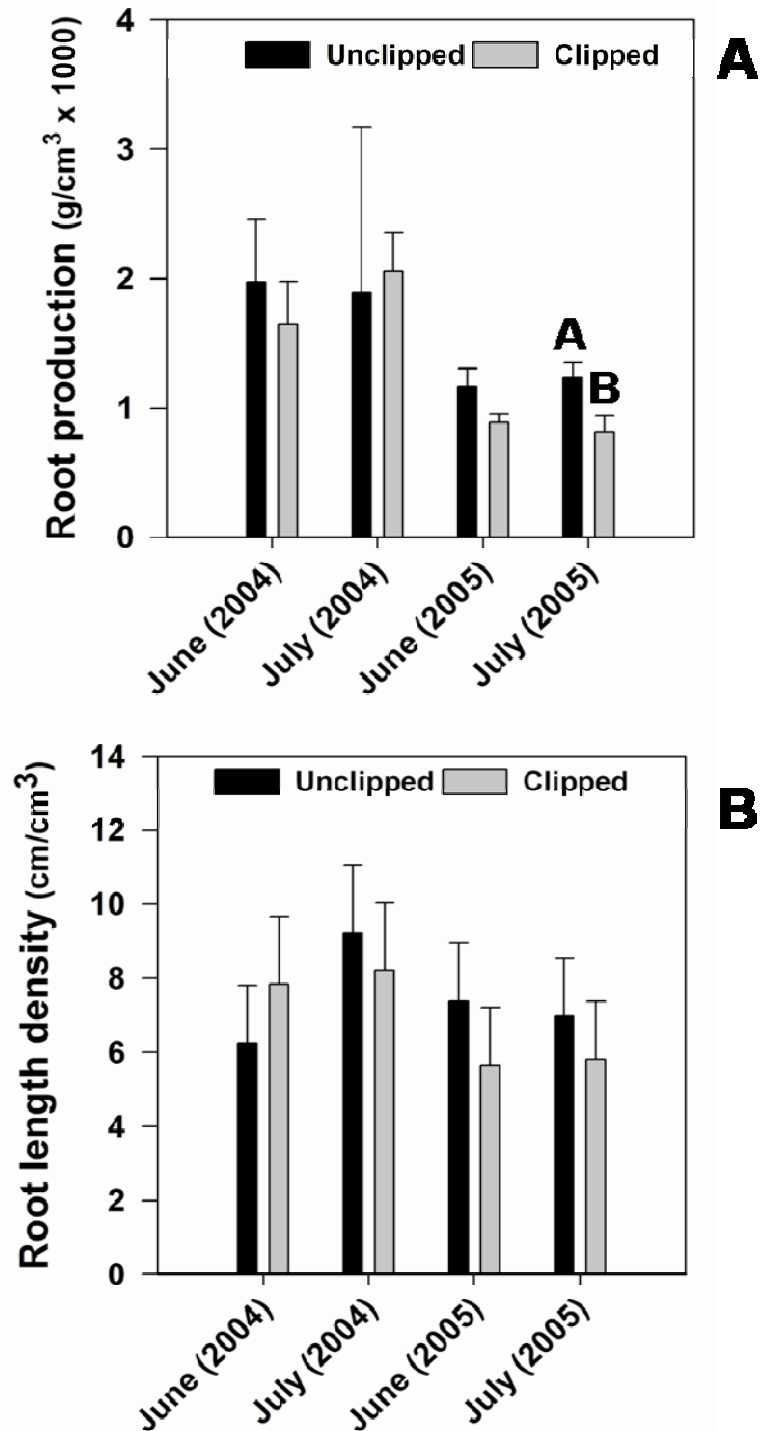 A
Unclipped Clipped
Root production (g/cm³ x 1000)
4
3
2
1
0
A
B
June (2004)
July (2004)
June (2005)
July (2005)
B
Unclipped Clipped
Root length density (cm/cm³)
14
12
10
8
6
4
2
0
June (2004)
July (2004)
June (2005)
July (2005)